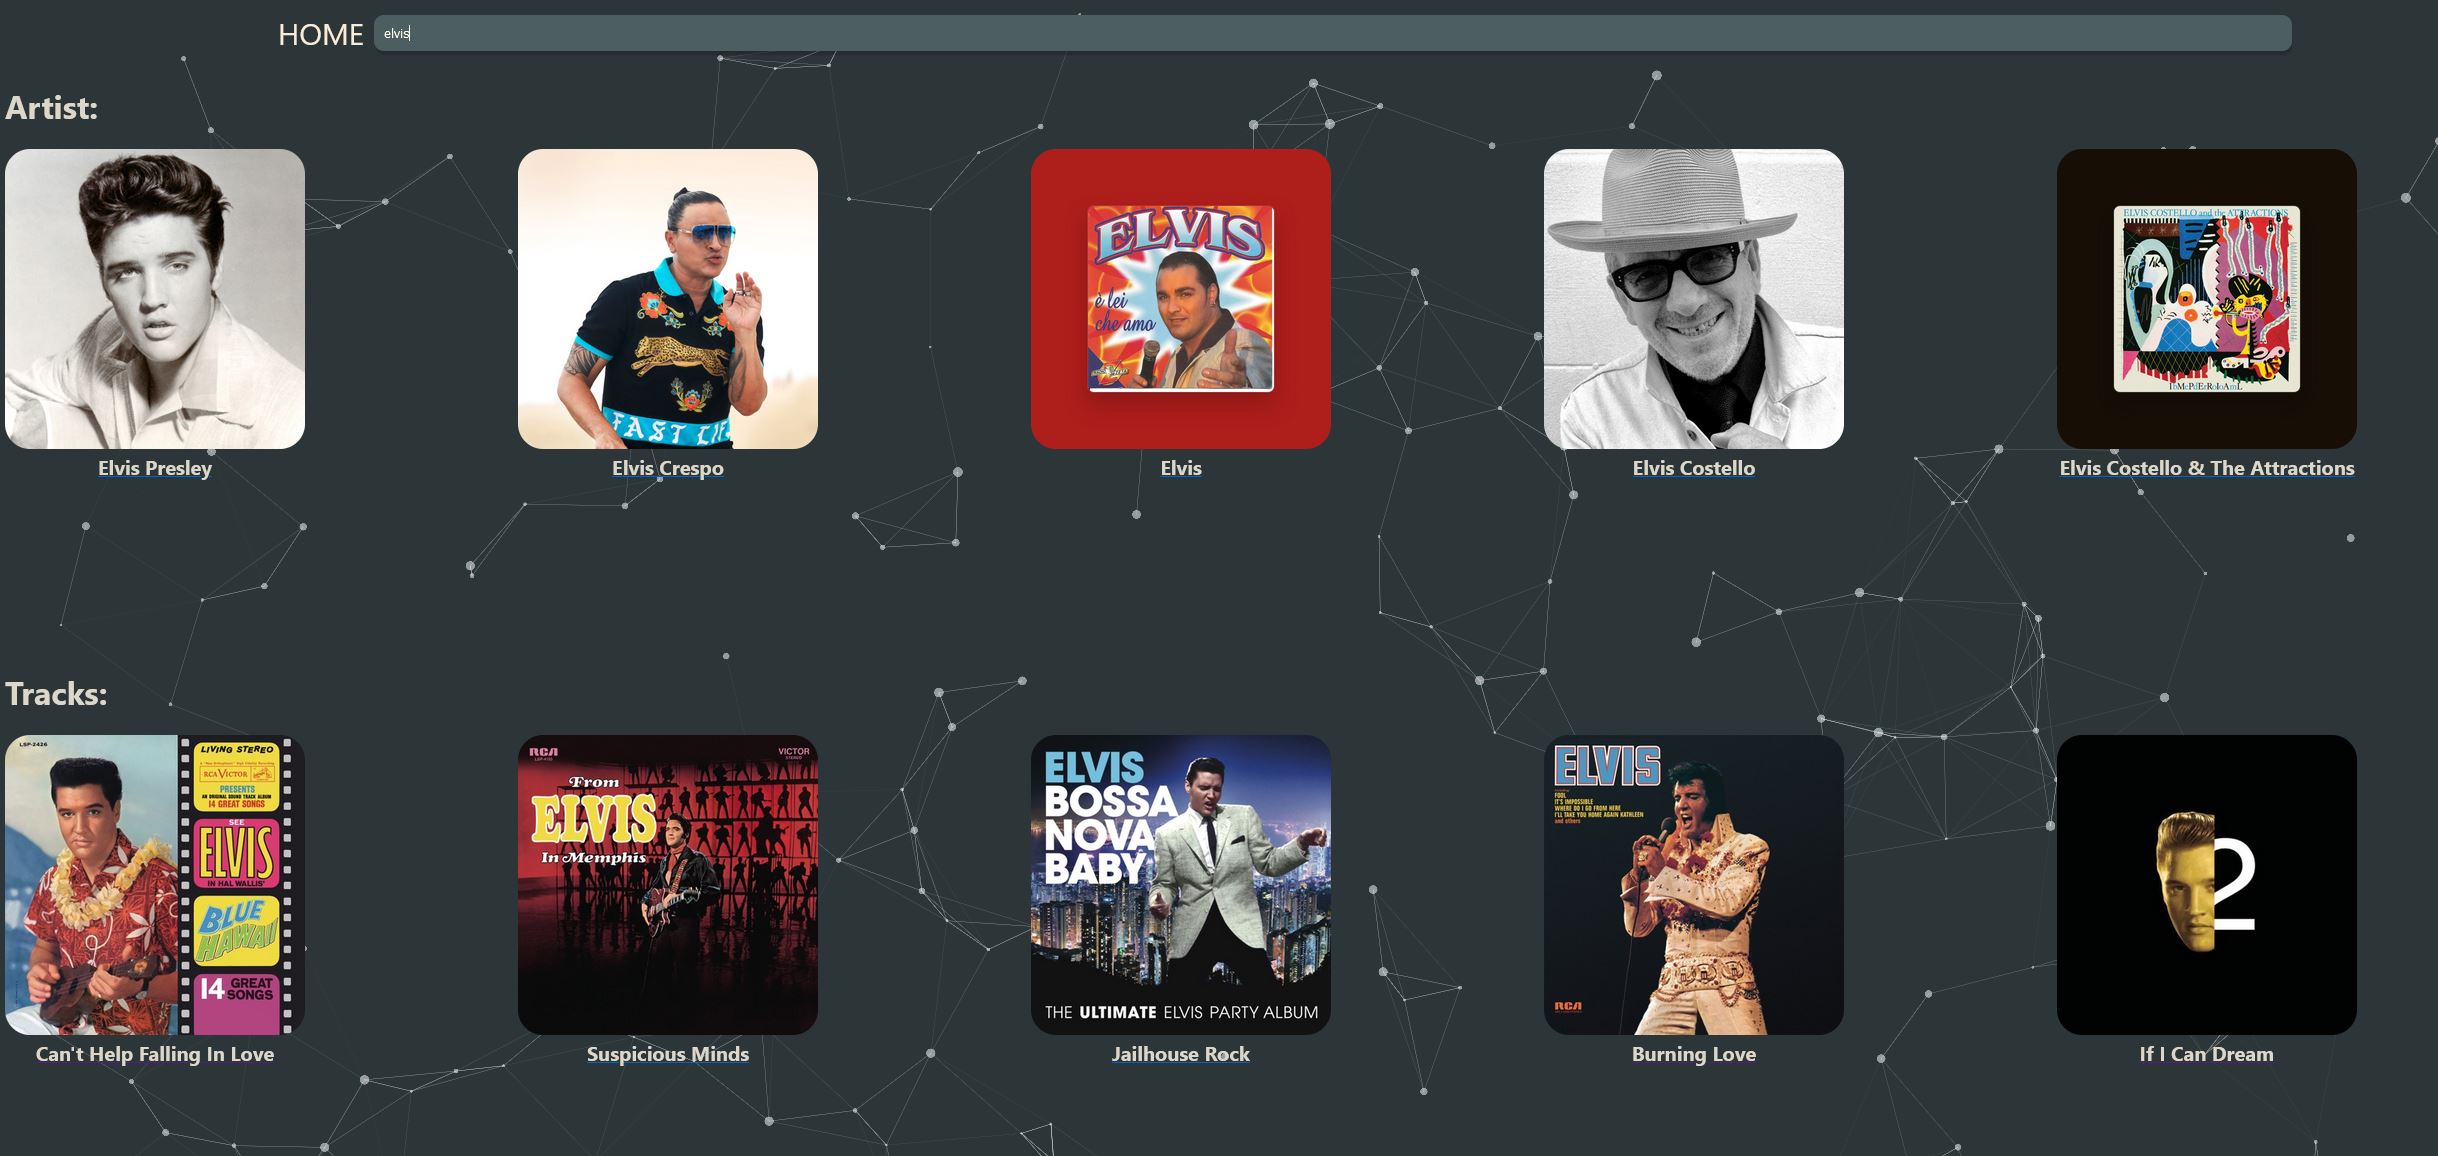 HOME
elvis
Artist:
FAST LIF
ELVIS
è lei
che amo
ELVIS COSTELLO and the ATTRACTIONS
IbMePdErRoIoAmL
Elvis Presley
Elvis Crespo
Elvis
Elvis Costello
Elvis Costello & The Attractions
Tracks:
LSP-2426
LIVING STEREO
RCA VICTOR
PRESENTS
AN ORIGINAL SOUND TRACK ALBUM
14 GREAT SONGS
SEE
ELVIS
IN HAL WALLIS'
BLUE
HAWAII
14 GREAT
SONGS
RCA
VICTOR
STEREO
From
ELVIS
In Memphis
ELVIS
BOSSA
NOVA
BABY
THE ULTIMATE ELVIS PARTY ALBUM
ELVIS
FOOL
IT'S IMPOSSIBLE
WHERE DO I GO FROM HERE
I'LL TAKE YOU HOME AGAIN KATHLEEN
and others
RCA
2
Can't Help Falling In Love
Suspicious Minds
Jailhouse Rock
Burning Love
If I Can Dream